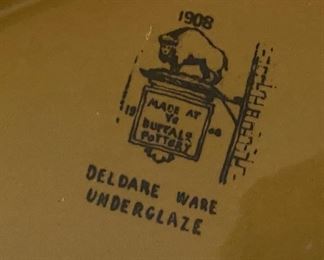 1908
MADE AT
YE
BUFFALO
POTTERY
19 08
DELDARE WARE
UNDERGLAZE